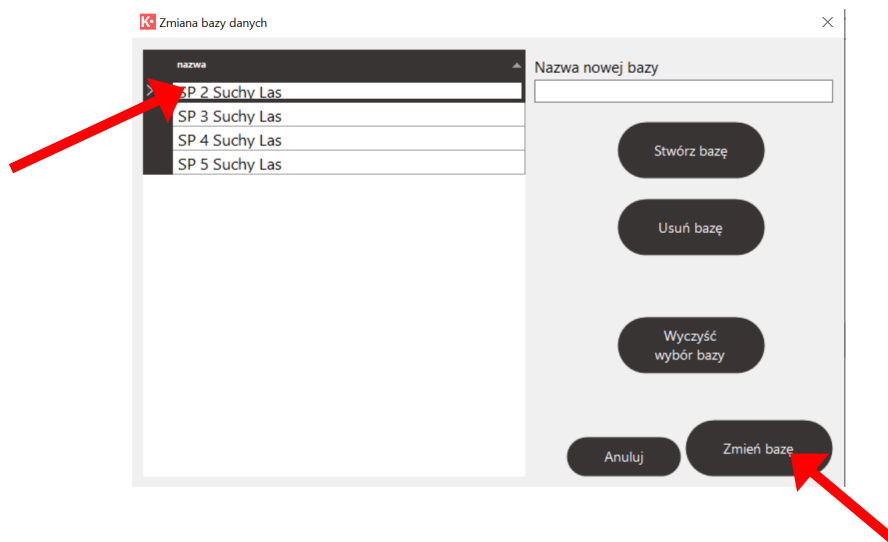 K Zmiana bazy danych
nazwa
SP 2 Suchy Las
SP 3 Suchy Las
SP 4 Suchy Las
SP 5 Suchy Las
Nazwa nowej bazy
Stwórz bazę
Usuń bazę
Wyczyść
wybór bazy
Anuluj
Zmień bazę